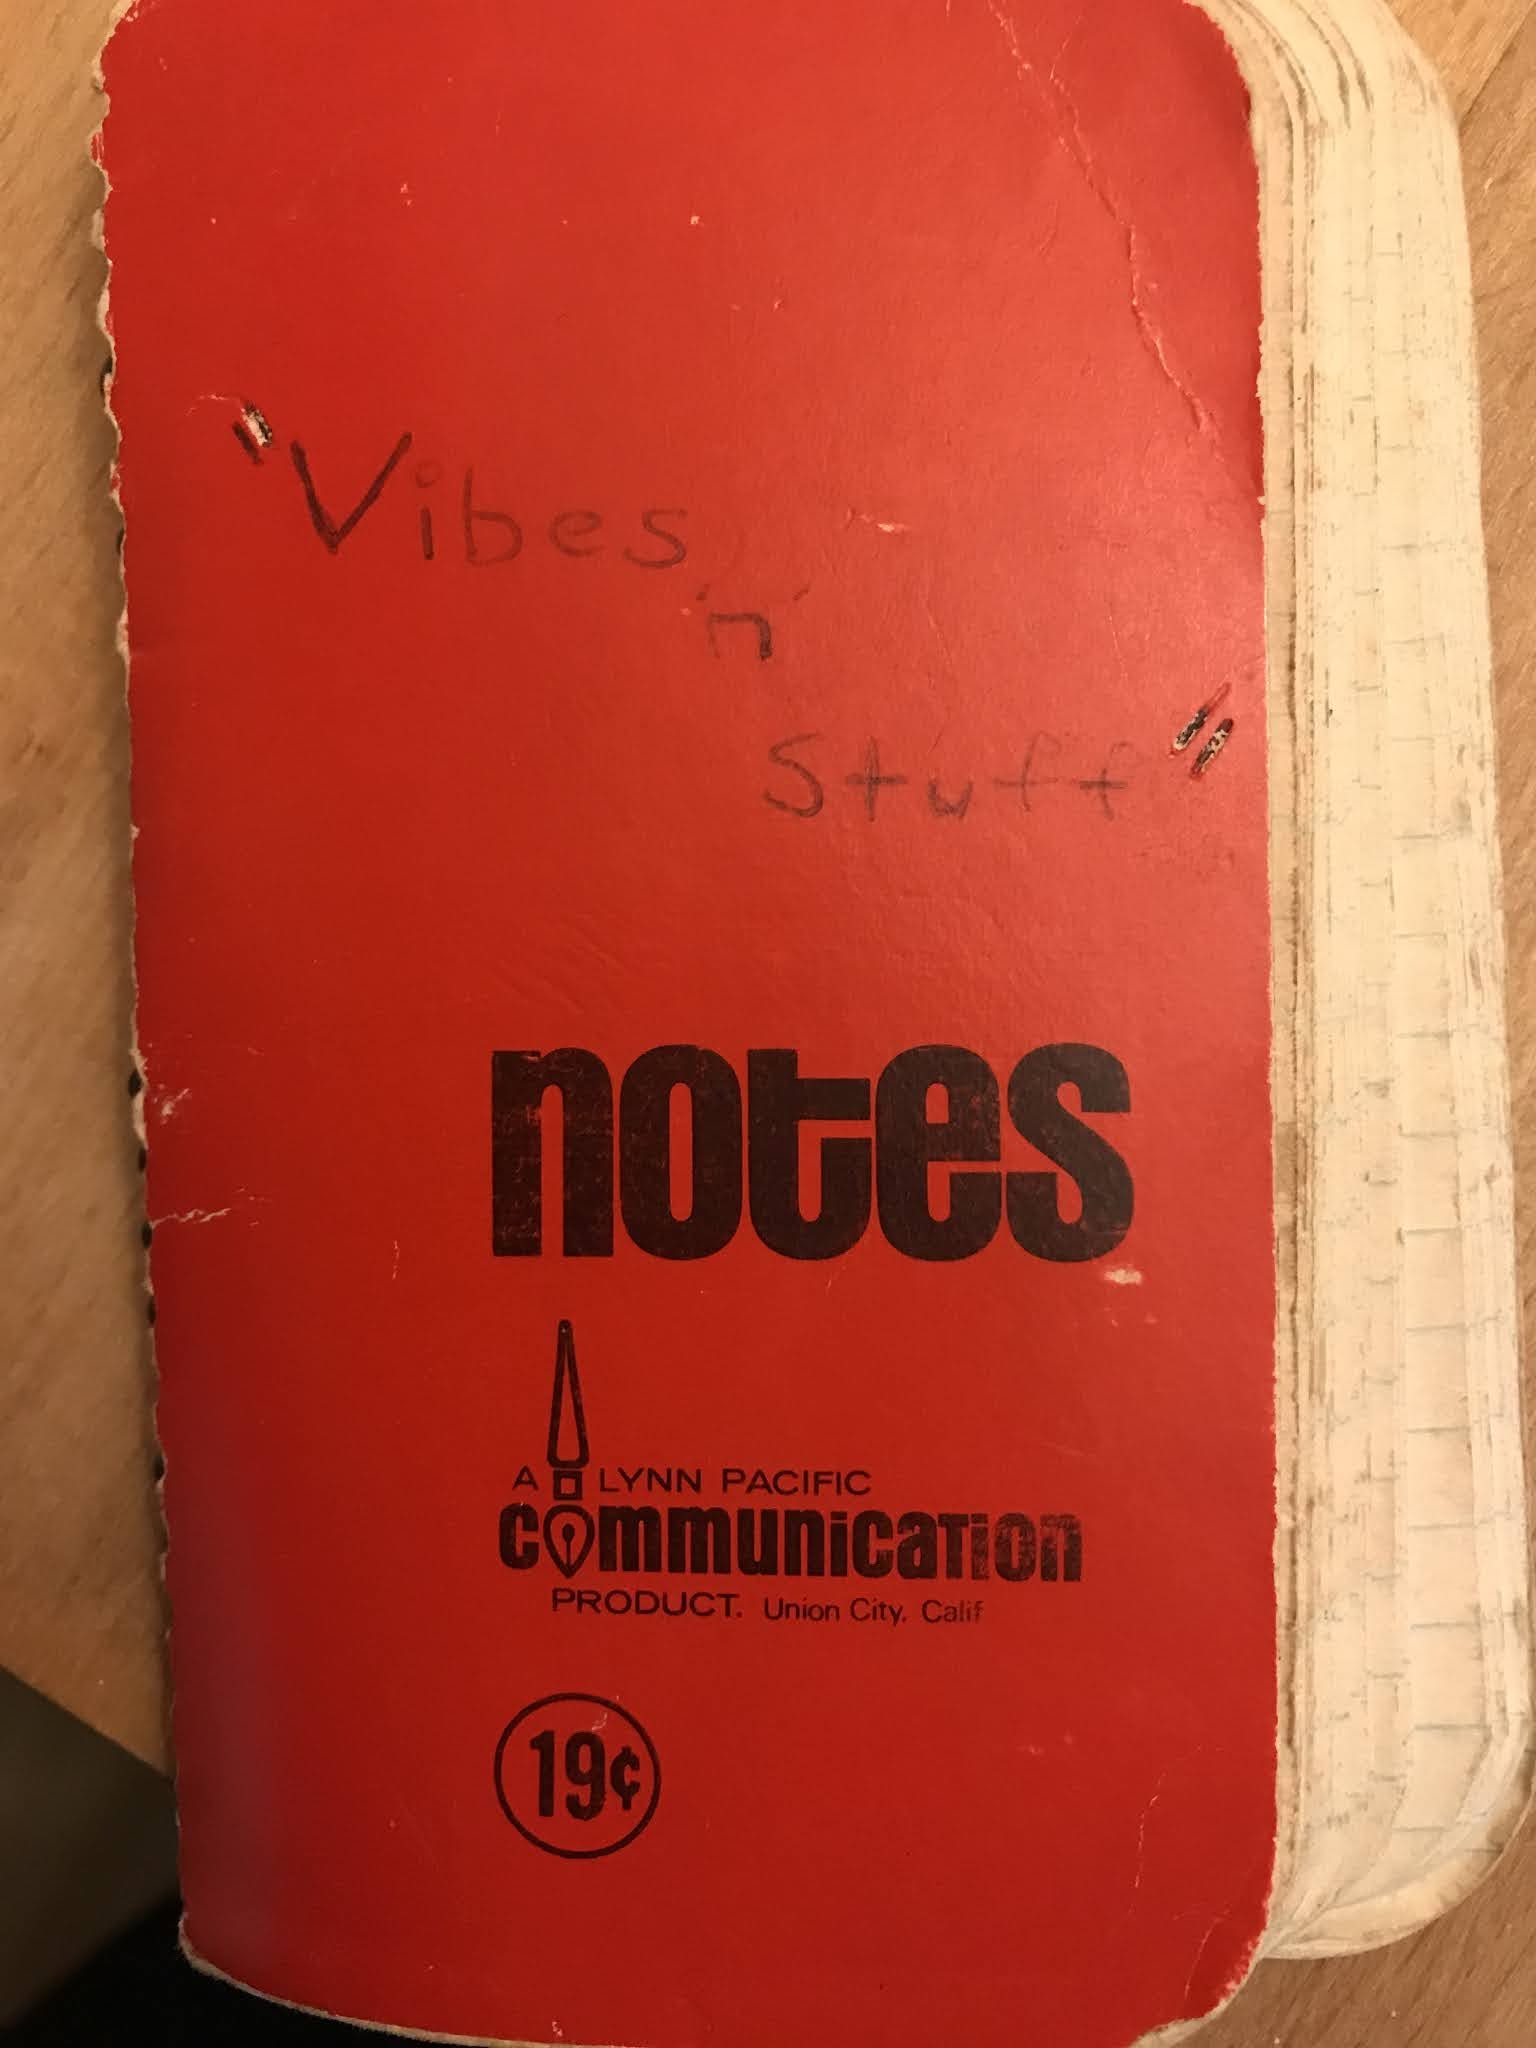 "Vibes
'n'
Stuff"
notes
A LYNN PACIFIC
communication
PRODUCT. Union City, Calif
19¢